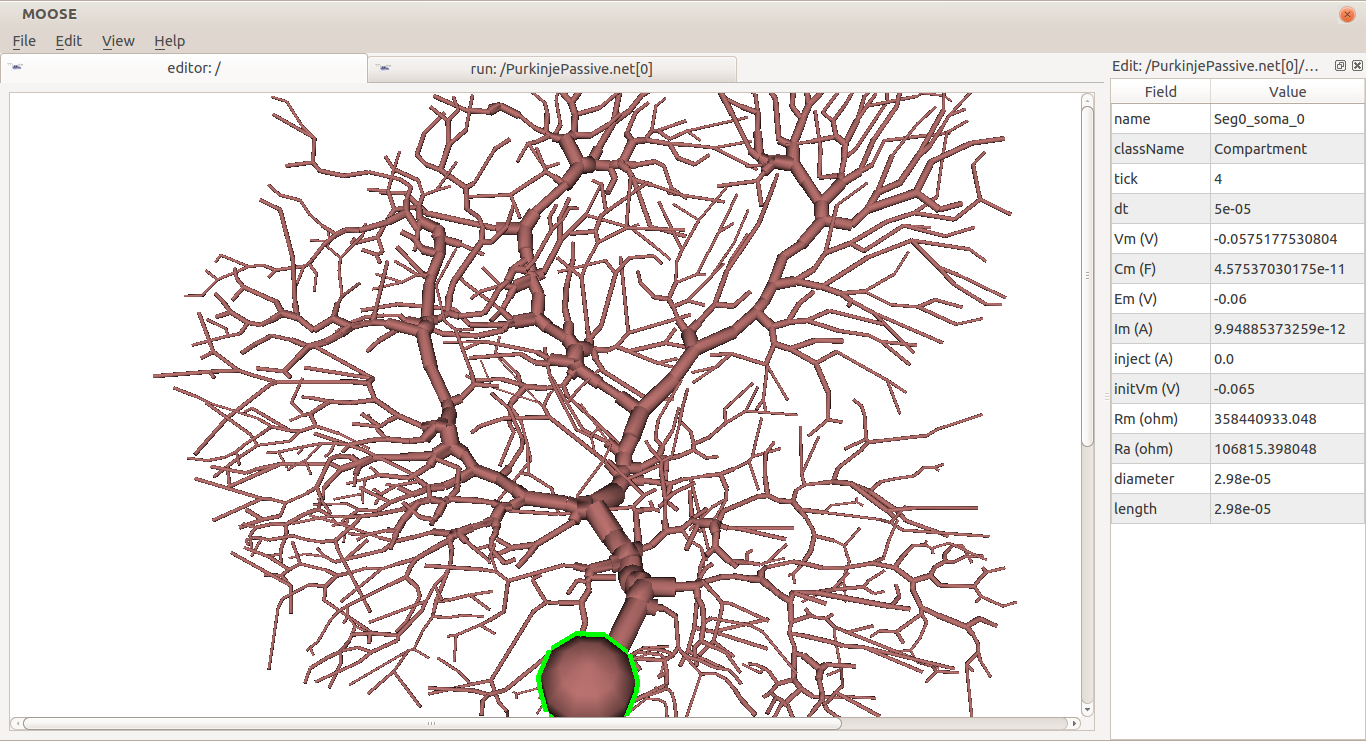 MOOSE
File Edit View Help
editor: /
run: /PurkinjePassive.net[0]
Edit: /PurkinjePassive.net[0]/...
Field Value
name Seg0_soma_0
className Compartment
tick 4
dt 5e-05
Vm (V) -0.0575177530804
Cm (F) 4.57537030175e-11
Em (V) -0.06
Im (A) 9.94885373259e-12
inject (A) 0.0
initVm (V) -0.065
Rm (ohm) 358440933.048
Ra (ohm) 106815.398048
diameter 2.98e-05
length 2.98e-05